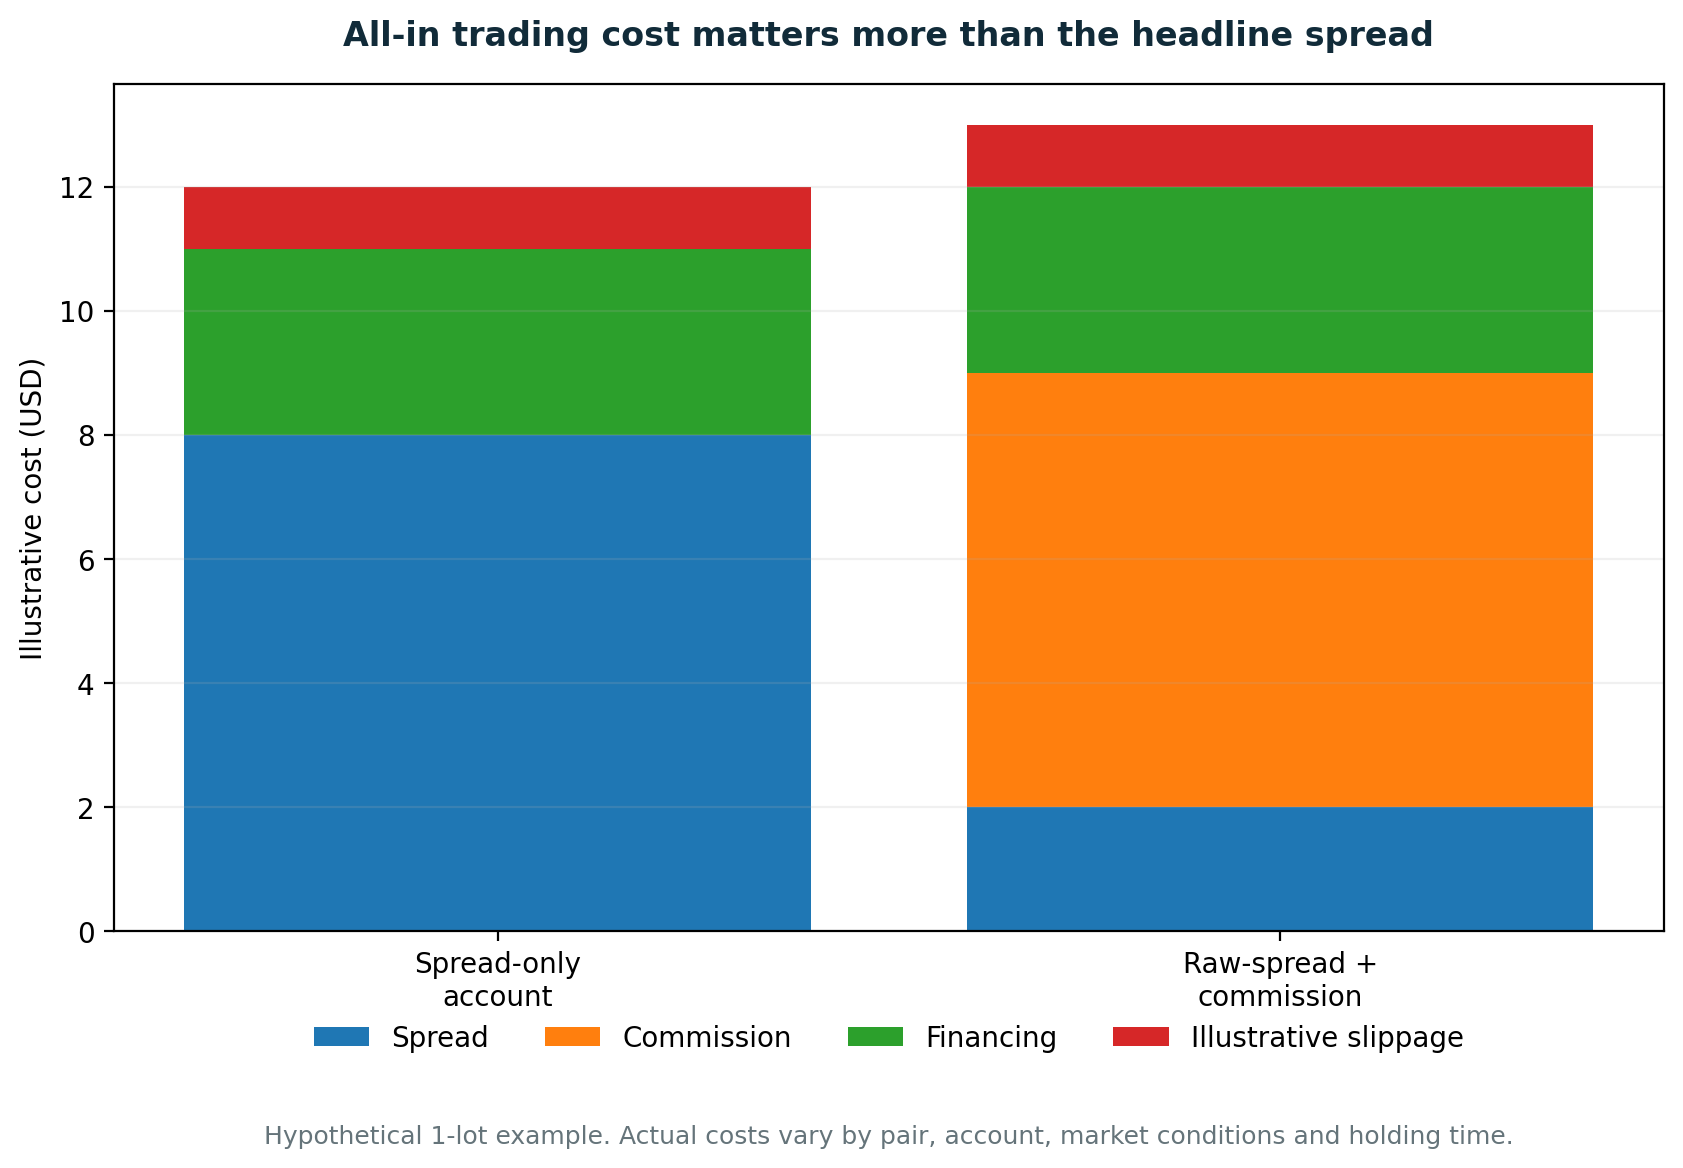 All-in trading cost matters more than the headline spread
Illustrative cost (USD)
12
10
8
6
4
2
0
Spread-only
account
Raw-spread +
commission
Spread
Commission
Financing
Illustrative slippage
Hypothetical 1-lot example. Actual costs vary by pair, account, market conditions and holding time.